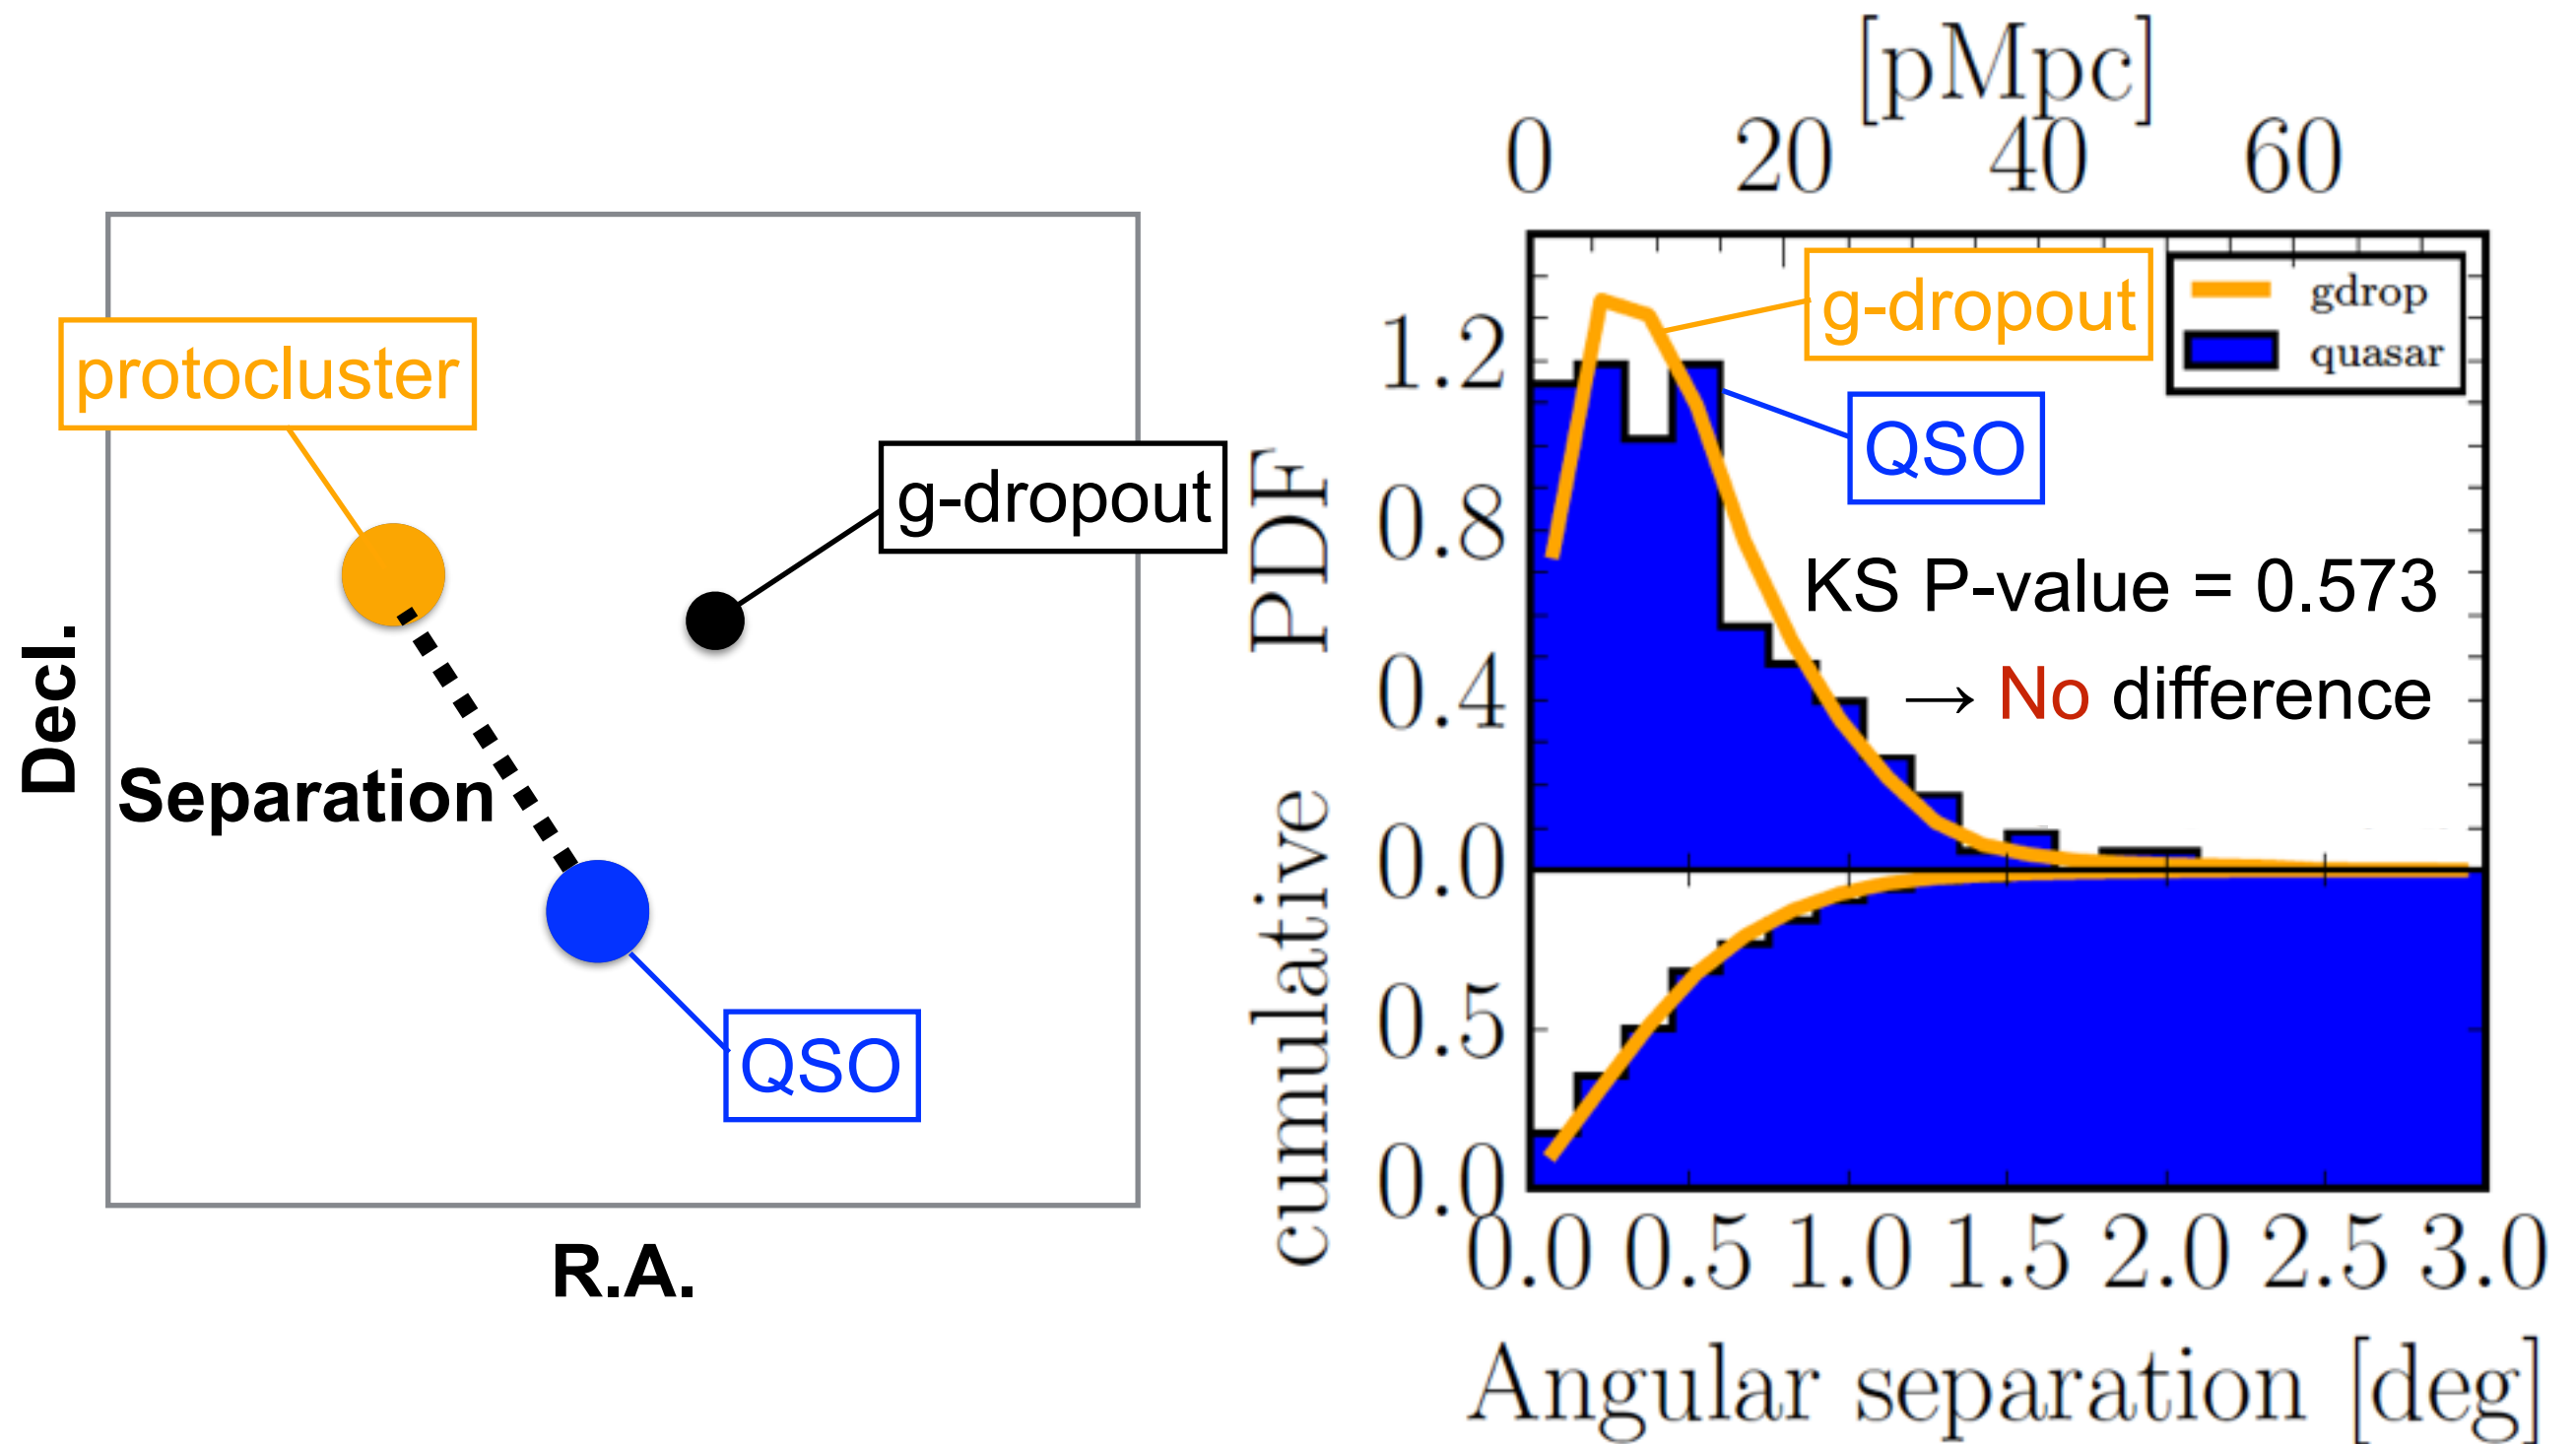 protocluster
g-dropout
Decl.
Separation
QSO
R.A.
[pMpc]
0 20 40 60
g-dropout
gdrop
quasar
QSO
KS P-value = 0.573
→ No difference
PDF
1.2
0.8
0.4
0.0
cumulative
0.5
0.0
0.0 0.5 1.0 1.5 2.0 2.5 3.0
Angular separation [deg]